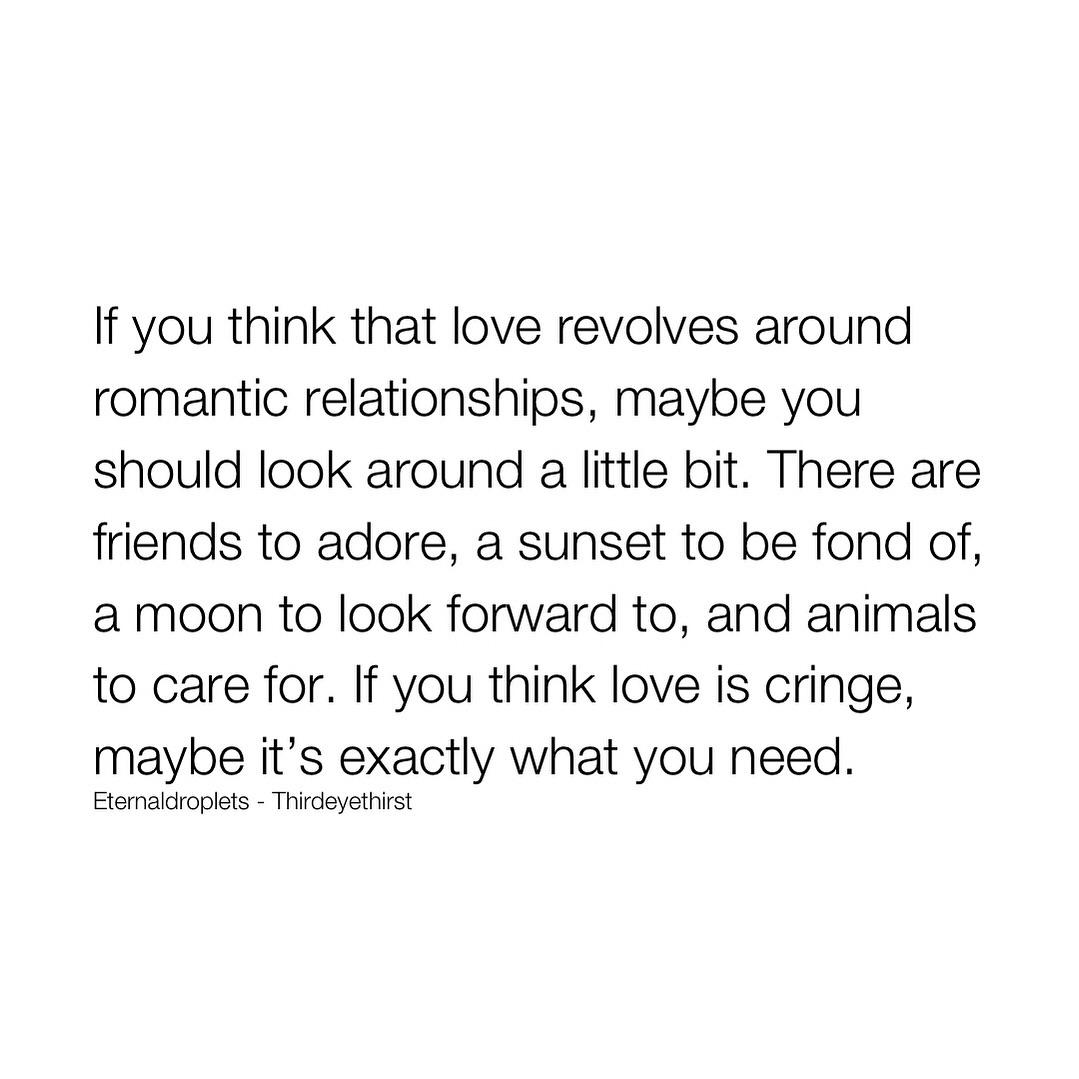 If you think that love revolves around
romantic relationships, maybe you
should look around a little bit. There are
friends to adore, a sunset to be fond of,
a moon to look forward to, and animals
to care for. If you think love is cringe,
maybe it’s exactly what you need.
Eternaldroplets - Thirdeyethirst